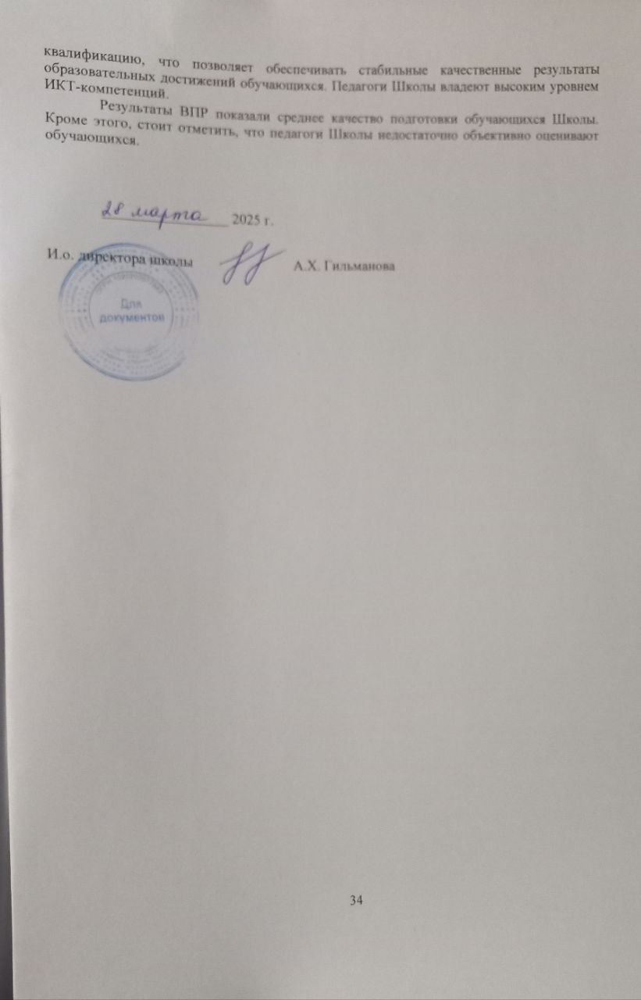 квалификацию, что позволяет обеспечивать стабильные качественные результаты
образовательных достижений обучающихся. Педагоги Школы владеют высоким уровнем
ИКТ-компетенций.
Результаты ВПР показали среднее качество подготовки обучающихся Школы.
Кроме этого, стоит отметить, что педагоги Школы недостаточно объективно оценивают
обучающихся.
28 марта 2025 г.
И.о. директора школы А.Х. Гильманова
Для
документов
34